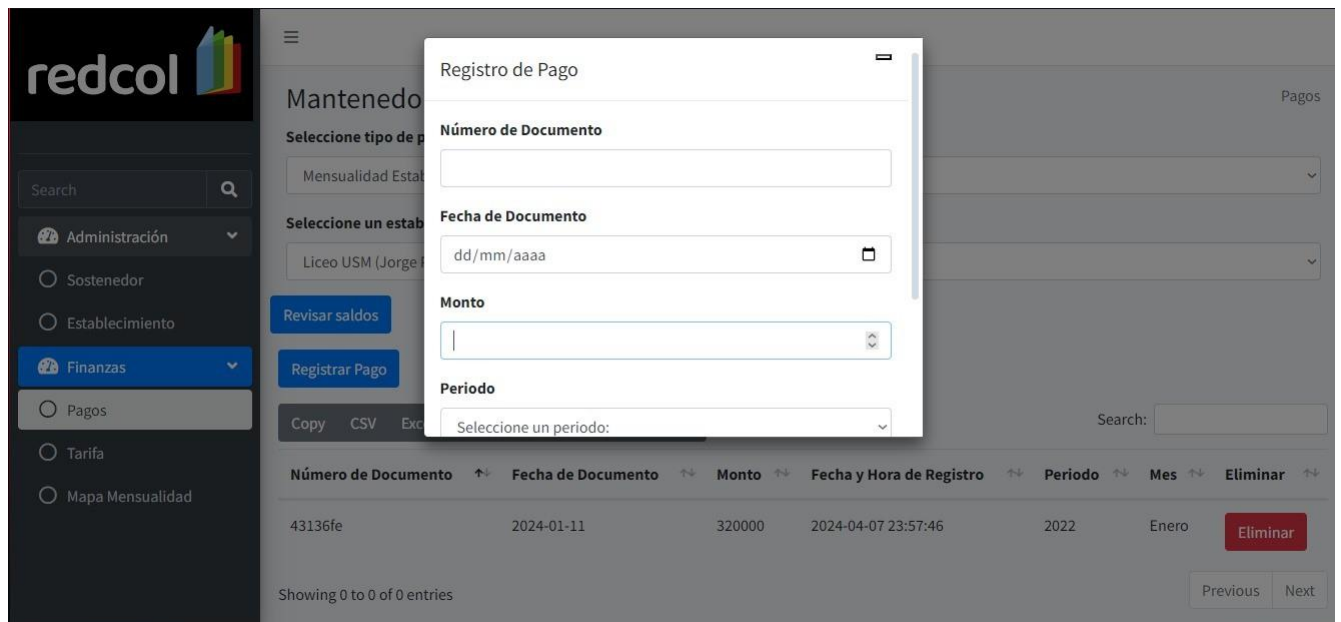 redcol
Search
Administración
Sostenedor
Establecimiento
Finanzas
Pagos
Tarifa
Mapa Mensualidad
Mantenedo
Pagos
Seleccione tipo de p
Mensualidad Estab
Seleccione un estab
Liceo USM (Jorge
Revisar saldos
Registrar Pago
Registro de Pago
Número de Documento
Fecha de Documento
dd/mm/aaaa
Monto
Periodo
Seleccione un periodo:
Copy CSV Exc
Search:
Número de Documento Fecha de Documento Monto Fecha y Hora de Registro Periodo Mes Eliminar
43136fe 2024-01-11 320000 2024-04-07 23:57:46 2022 Enero Eliminar
Showing 0 to 0 of 0 entries
Previous Next